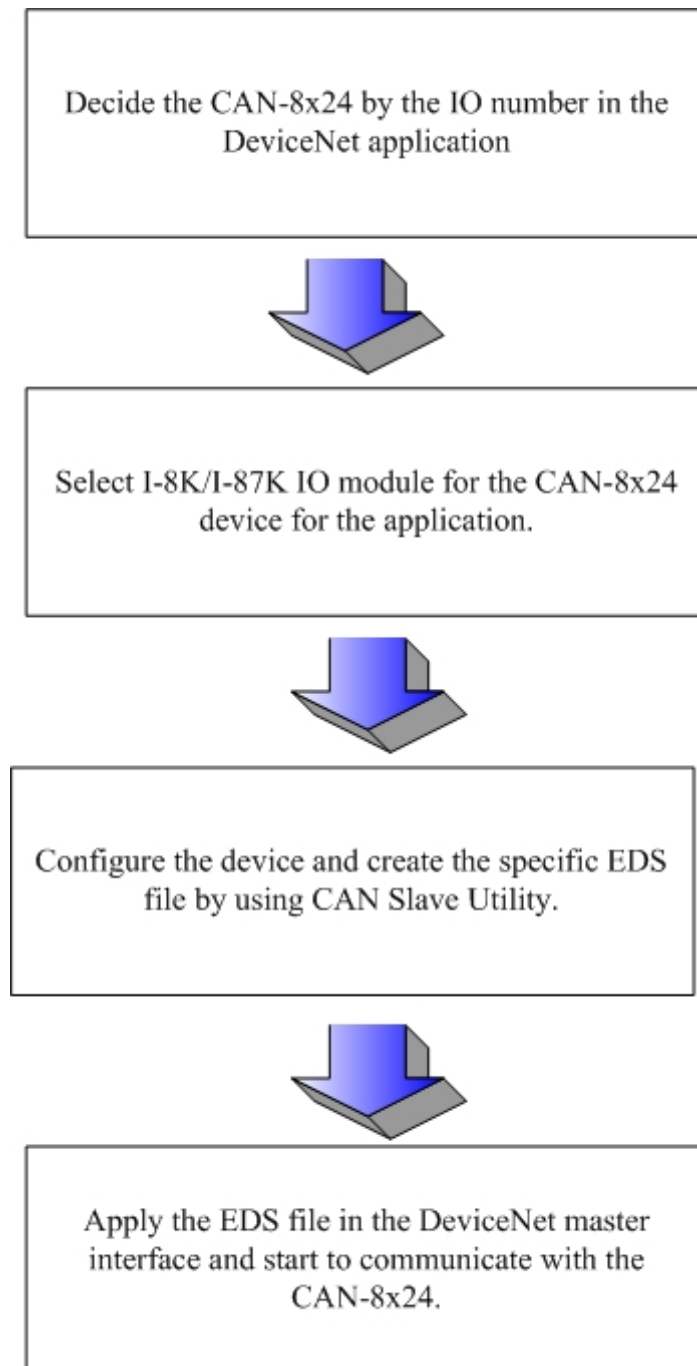 Decide the CAN-8x24 by the IO number in the
DeviceNet application
Select I-8K/I-87K IO module for the CAN-8x24
device for the application.
Configure the device and create the specific EDS
file by using CAN Slave Utility.
Apply the EDS file in the DeviceNet master
interface and start to communicate with the
CAN-8x24.